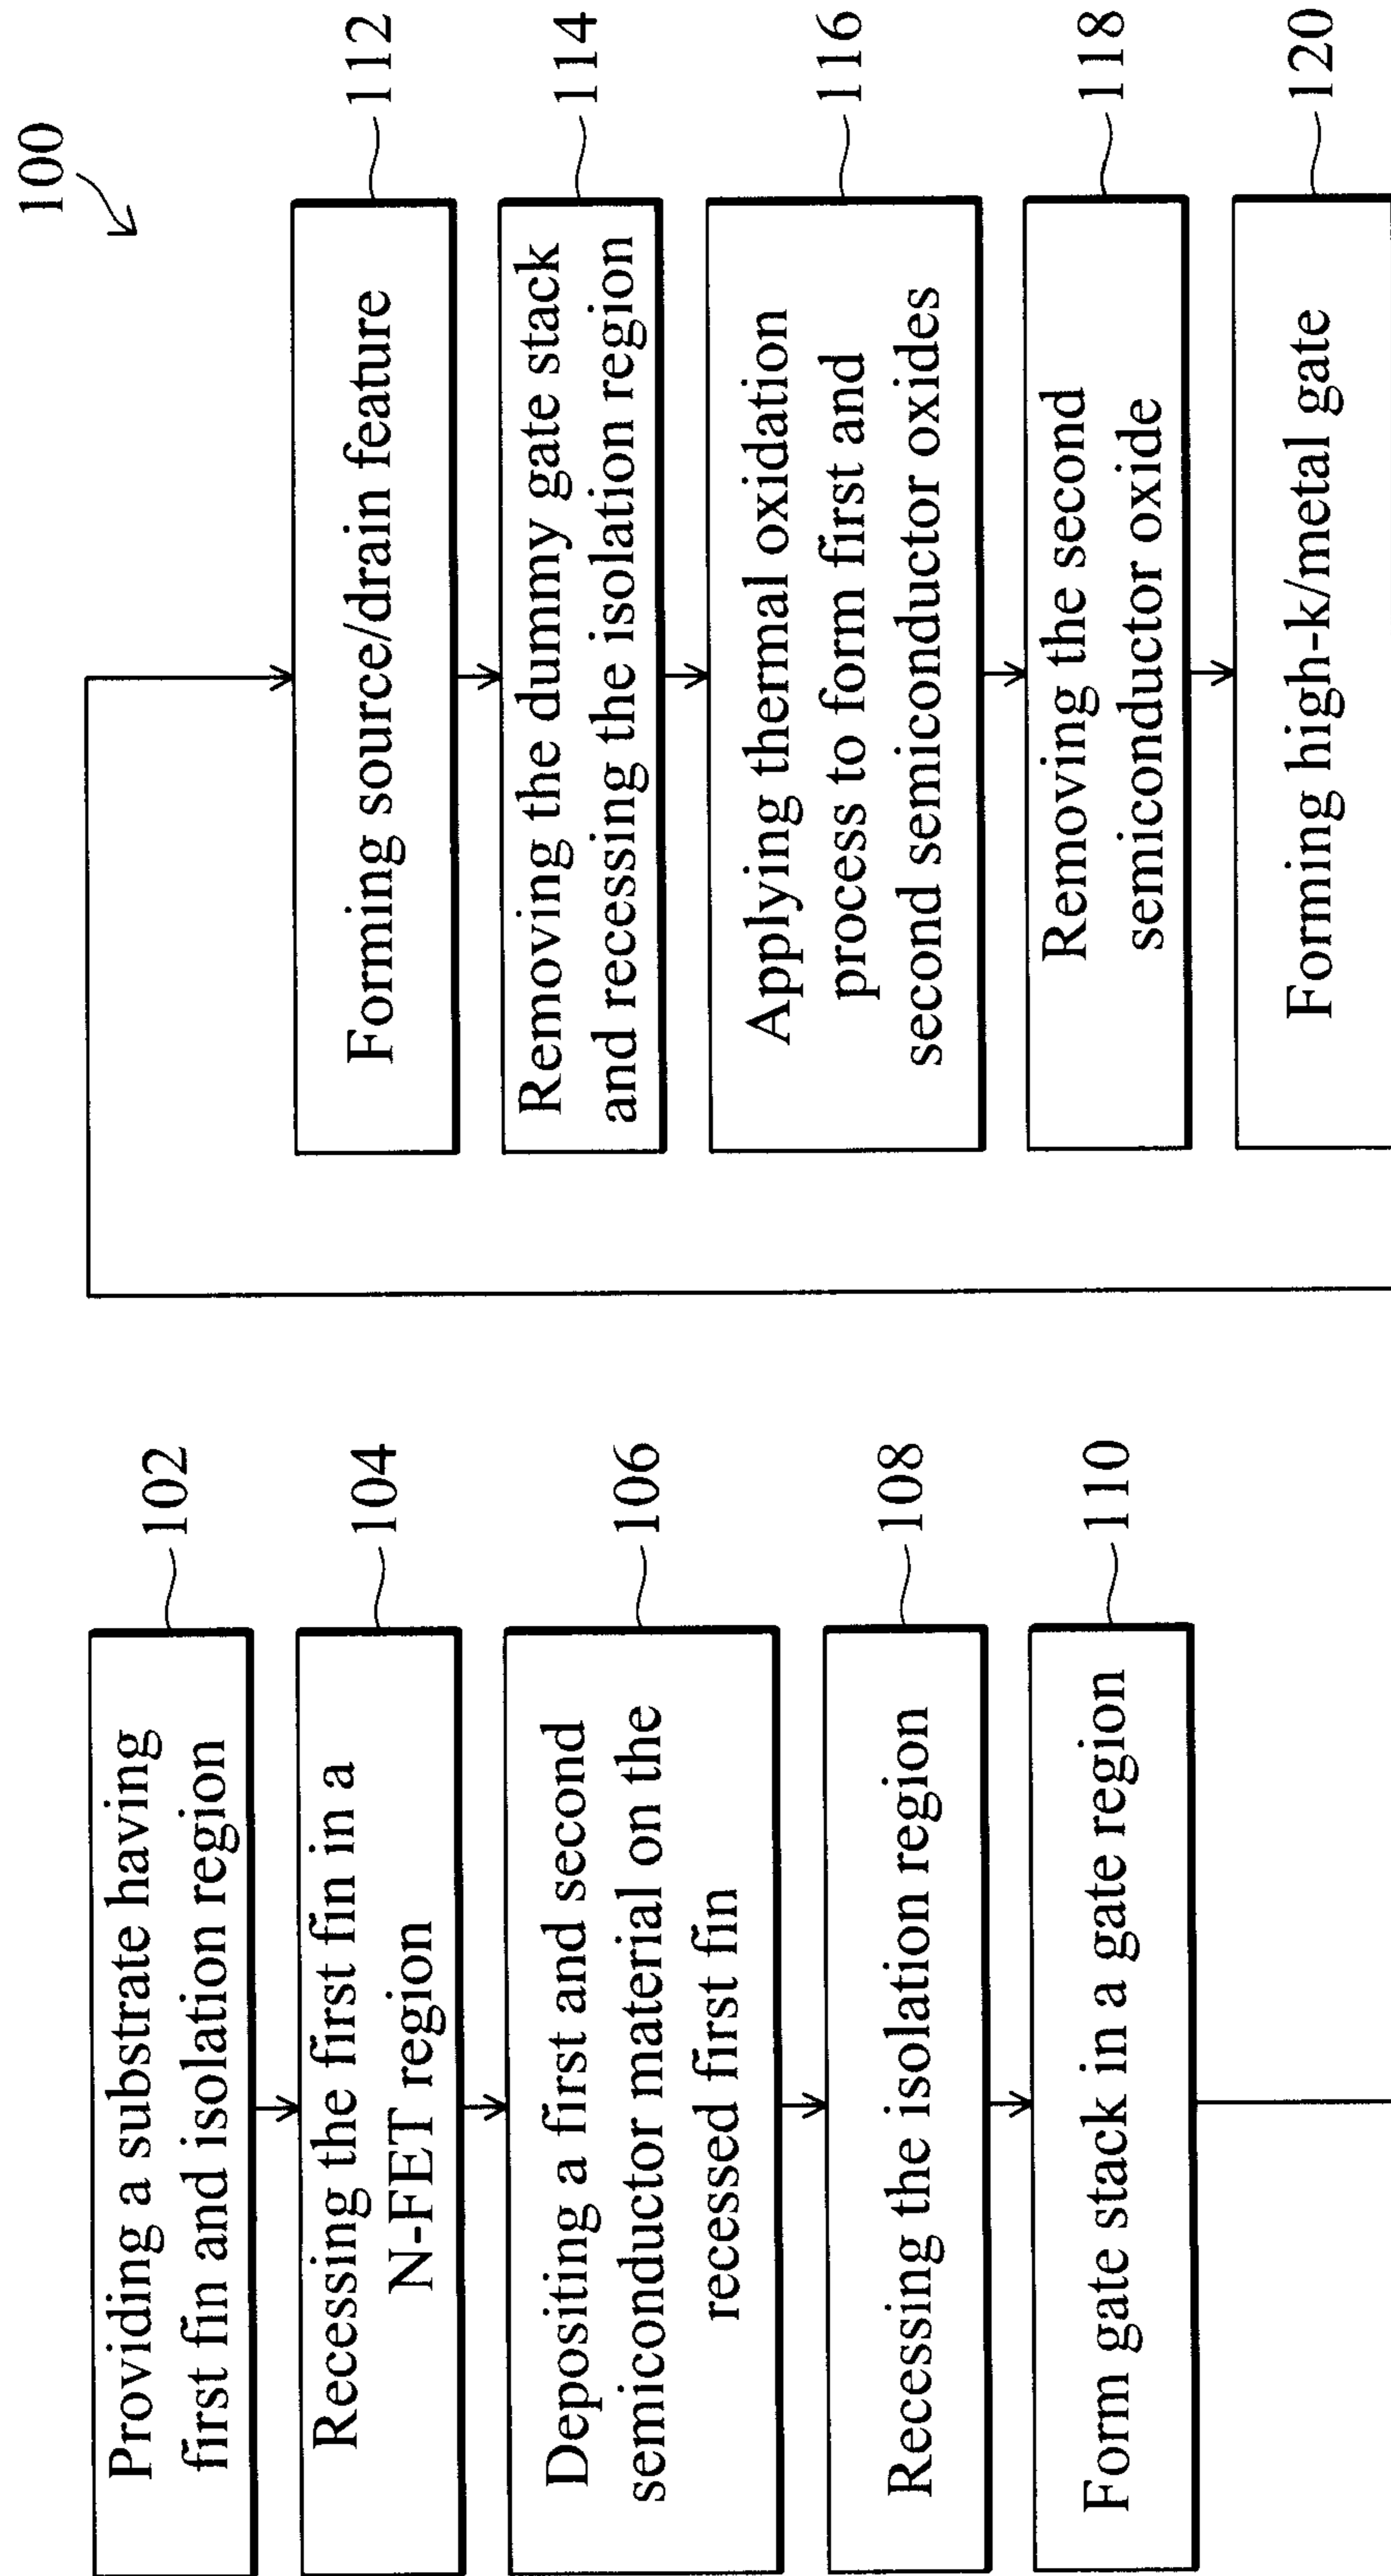 100
Providing a substrate having
first fin and isolation region
102
Recessing the first fin in a
N-FET region
104
Depositing a first and second
semiconductor material on the
recessed first fin
106
Recessing the isolation region
108
Form gate stack in a gate region
110
Forming source/drain feature
112
Removing the dummy gate stack
and recessing the isolation region
114
Applying thermal oxidation
process to form first and
second semiconductor oxides
116
Removing the second
semiconductor oxide
118
Forming high-k/metal gate
120